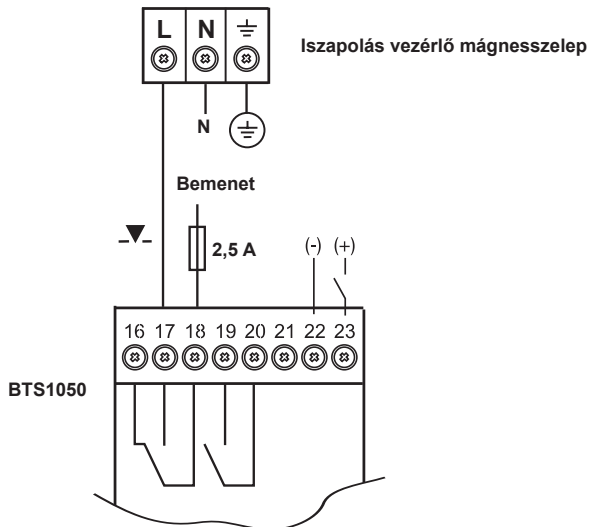 L N
Iszapolás vezérlő mágnesszelep
N
Bemenet
2,5 A
(-) (+)
16 17 18 19 20 21 22 23
BTS1050